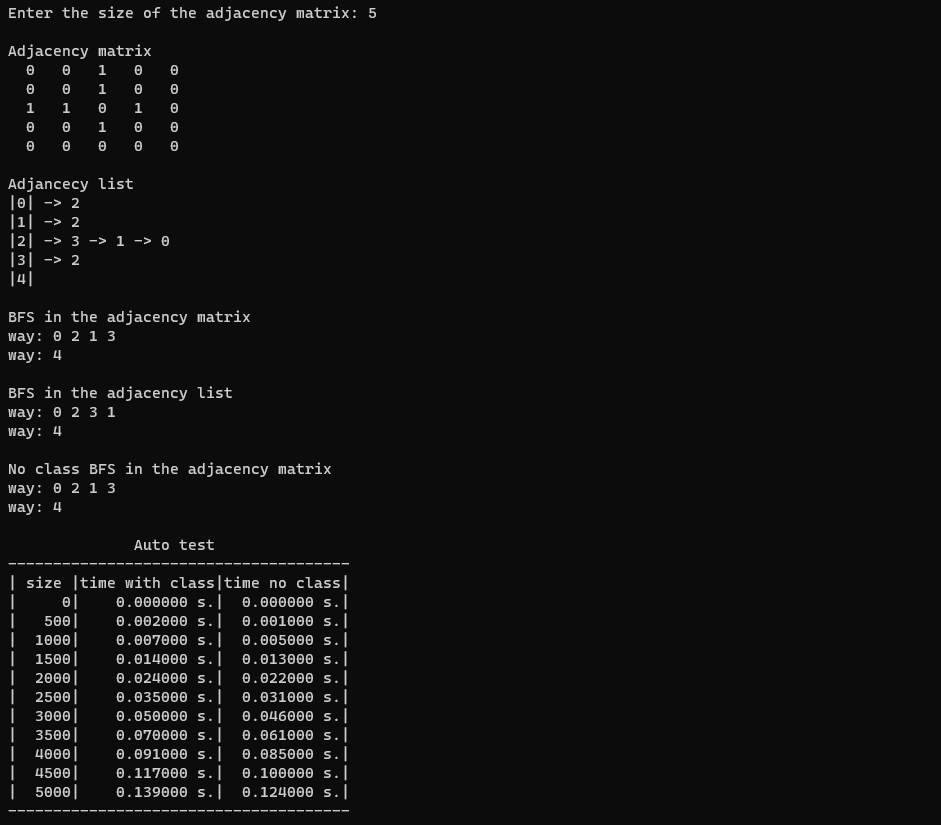 Enter the size of the adjacency matrix: 5
Adjacency matrix
0 0 1 0 0
0 0 1 0 0
1 1 0 1 0
0 0 1 0 0
0 0 0 0 0
Adjancecy list
|0| -> 2
|1| -> 2
|2| -> 3 -> 1 -> 0
|3| -> 2
|4|
BFS in the adjacency matrix
way: 0 2 1 3
way: 4
BFS in the adjacency list
way: 0 2 3 1
way: 4
No class BFS in the adjacency matrix
way: 0 2 1 3
way: 4
Auto test
--------------------------------------
| size |time with class|time no class|
|     0|    0.000000 s.|  0.000000 s.|
|   500|    0.002000 s.|  0.001000 s.|
|  1000|    0.007000 s.|  0.005000 s.|
|  1500|    0.014000 s.|  0.013000 s.|
|  2000|    0.024000 s.|  0.022000 s.|
|  2500|    0.035000 s.|  0.031000 s.|
|  3000|    0.050000 s.|  0.046000 s.|
|  3500|    0.070000 s.|  0.061000 s.|
|  4000|    0.091000 s.|  0.085000 s.|
|  4500|    0.117000 s.|  0.100000 s.|
|  5000|    0.139000 s.|  0.124000 s.|
--------------------------------------